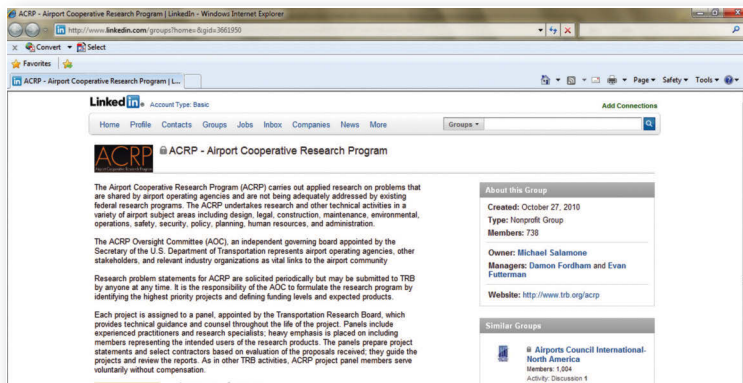 ACRP - Airport Cooperative Research Program | LinkedIn - Windows Internet Explorer
http://www.linkedin.com/groups?home=&gid=3661950
x Convert Select
Favorites
ACRP - Airport Cooperative Research Program | L...
Page Safety Tools
Linked in Account Type: Basic
Add Connections
Home Profile Contacts Groups Jobs Inbox Companies News More Groups
ACRP
ACRP - Airport Cooperative Research Program
The Airport Cooperative Research Program (ACRP) carries out applied research on problems that
are shared by airport operating agencies and are not being adequately addressed by existing
federal research programs. The ACRP undertakes research and other technical activities in a
variety of airport subject areas including design, legal, construction, maintenance, environmental,
operations, safety, security, policy, planning, human resources, and administration.
The ACRP Oversight Committee (AOC), an independent governing board appointed by the
Secretary of the U.S. Department of Transportation represents airport operating agencies, other
stakeholders, and relevant industry organizations as vital links to the airport community
Research problem statements for ACRP are solicited periodically but may be submitted to TRB
by anyone at any time. It is the responsibility of the AOC to formulate the research program by
identifying the highest priority projects and defining funding levels and expected products.
Each project is assigned to a panel, appointed by the Transportation Research Board, which
provides technical guidance and counsel throughout the life of the project. Panels include
experienced practitioners and research specialists; heavy emphasis is placed on including
members representing the intended users of the research products. The panels prepare project
statements and select contractors based on evaluation of the proposals received; they guide the
projects and review the reports. As in other TRB activities, ACRP project panel members serve
voluntarily without compensation.
About this Group
Created: October 27, 2010
Type: Nonprofit Group
Members: 738
Owner: Michael Salamone
Managers: Damon Fordham and Evan
Futterman
Website: http://www.trb.org/acrp
Similar Groups
Airports Council International-
North America
Members: 1,004
Activity: Discussion 1